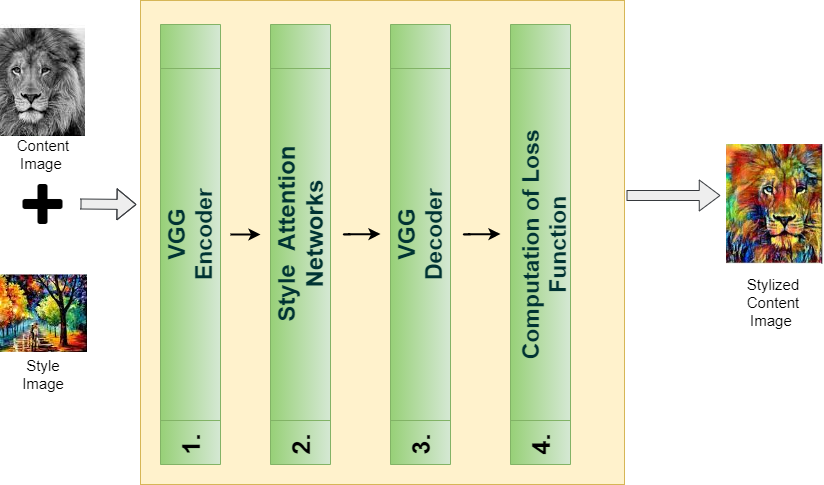 Content
Image
Style
Image
1.
VGG
Encoder
2.
Style Attention
Networks
3.
VGG
Decoder
4.
Computation of Loss
Function
Stylized
Content
Image